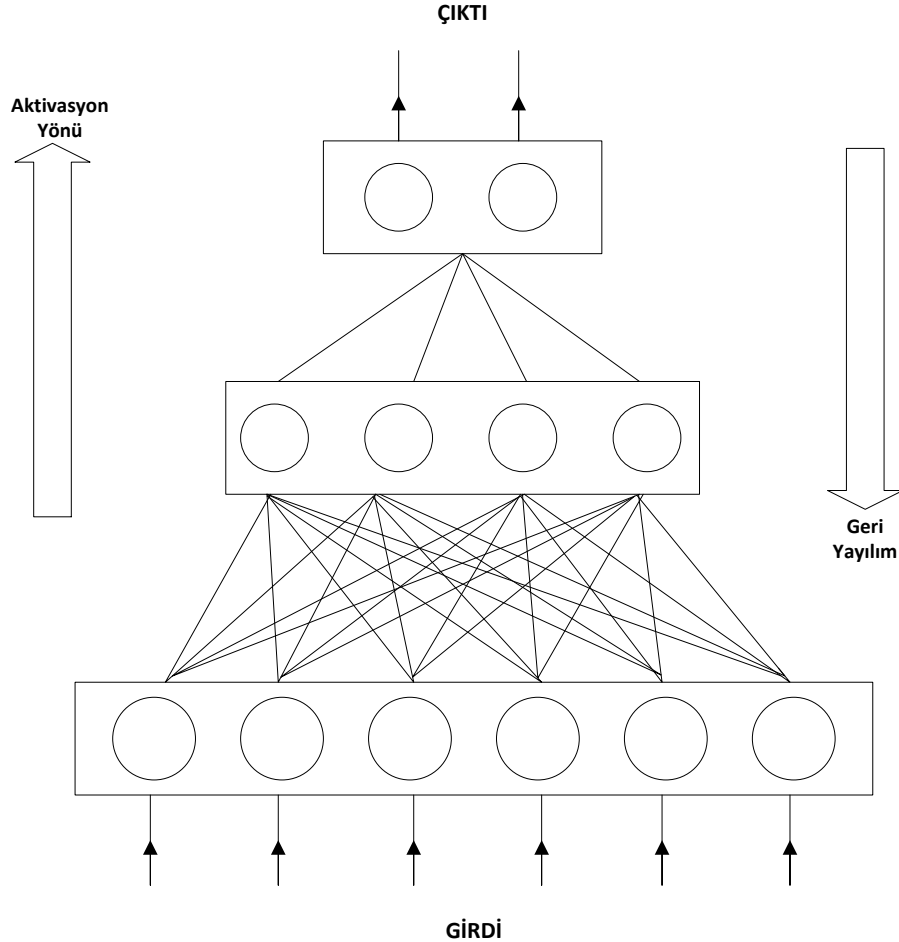 ÇIKTI
Aktivasyon
Yönü
Geri
Yayılım
GİRDİ